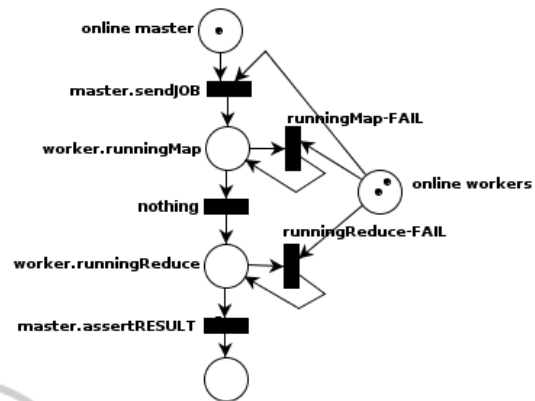 online master
master.sendJOB
runningMap-FAIL
worker.runningMap
online workers
nothing
runningReduce-FAIL
worker.runningReduce
master.assertRESULT